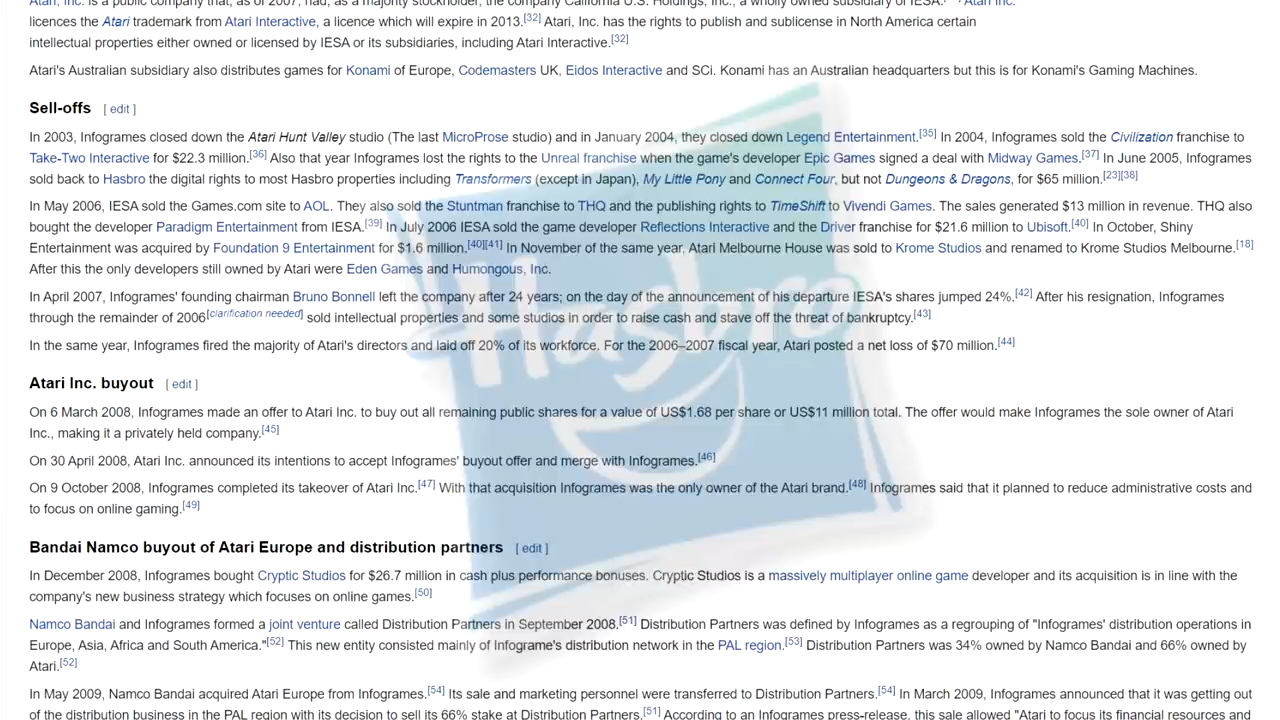 Atari, Inc. is a public company that, as of 2007, had, as a majority stockholder, the company California U.S. Holdings, Inc., a wholly owned subsidiary of IESA. Atari Inc.
licences the Atari trademark from Atari Interactive, a licence which will expire in 2013.[32] Atari, Inc. has the rights to publish and sublicense in North America certain
intellectual properties either owned or licensed by IESA or its subsidiaries, including Atari Interactive.[32]
Atari's Australian subsidiary also distributes games for Konami of Europe, Codemasters UK, Eidos Interactive and SCi. Konami has an Australian headquarters but this is for Konami's Gaming Machines.
Sell-offs [ edit ]
In 2003, Infogrames closed down the Atari Hunt Valley studio (The last MicroProse studio) and in January 2004, they closed down Legend Entertainment.[35] In 2004, Infogrames sold the Civilization franchise to
Take-Two Interactive for $22.3 million.[36] Also that year Infogrames lost the rights to the Unreal franchise when the game's developer Epic Games signed a deal with Midway Games.[37] In June 2005, Infogrames
sold back to Hasbro the digital rights to most Hasbro properties including Transformers (except in Japan), My Little Pony and Connect Four, but not Dungeons & Dragons, for $65 million.[23][38]
In May 2006, IESA sold the Games.com site to AOL. They also sold the Stuntman franchise to THQ and the publishing rights to TimeShift to Vivendi Games. The sales generated $13 million in revenue. THQ also
bought the developer Paradigm Entertainment from IESA.[39] In July 2006 IESA sold the game developer Reflections Interactive and the Driver franchise for $21.6 million to Ubisoft.[40] In October, Shiny
Entertainment was acquired by Foundation 9 Entertainment for $1.6 million.[40][41] In November of the same year, Atari Melbourne House was sold to Krome Studios and renamed to Krome Studios Melbourne.[18]
After this the only developers still owned by Atari were Eden Games and Humongous, Inc.
In April 2007, Infogrames' founding chairman Bruno Bonnell left the company after 24 years; on the day of the announcement of his departure IESA's shares jumped 24%.[42] After his resignation, Infogrames
through the remainder of 2006[clarification needed] sold intellectual properties and some studios in order to raise cash and stave off the threat of bankruptcy.[43]
In the same year, Infogrames fired the majority of Atari's directors and laid off 20% of its workforce. For the 2006–2007 fiscal year, Atari posted a net loss of $70 million.[44]
Atari Inc. buyout [ edit ]
On 6 March 2008, Infogrames made an offer to Atari Inc. to buy out all remaining public shares for a value of US$1.68 per share or US$11 million total. The offer would make Infogrames the sole owner of Atari
Inc., making it a privately held company.[45]
On 30 April 2008, Atari Inc. announced its intentions to accept Infogrames' buyout offer and merge with Infogrames.[46]
On 9 October 2008, Infogrames completed its takeover of Atari Inc.[47] With that acquisition Infogrames was the only owner of the Atari brand.[48] Infogrames said that it planned to reduce administrative costs and
to focus on online gaming.[49]
Bandai Namco buyout of Atari Europe and distribution partners [ edit ]
In December 2008, Infogrames bought Cryptic Studios for $26.7 million in cash plus performance bonuses. Cryptic Studios is a massively multiplayer online game developer and its acquisition is in line with the
company's new business strategy which focuses on online games.[50]
Namco Bandai and Infogrames formed a joint venture called Distribution Partners in September 2008.[51] Distribution Partners was defined by Infogrames as a regrouping of "Infogrames' distribution operations in
Europe, Asia, Africa and South America."[52] This new entity consisted mainly of Infograme's distribution network in the PAL region.[53] Distribution Partners was 34% owned by Namco Bandai and 66% owned by
Atari.[52]
In May 2009, Namco Bandai acquired Atari Europe from Infogrames.[54] Its sale and marketing personnel were transferred to Distribution Partners.[54] In March 2009, Infogrames announced that it was getting out
of the distribution business in the PAL region with its decision to sell its 66% stake at Distribution Partners.[51] According to an Infogrames press-release, this sale allowed "Atari to focus its financial resources and
Hasbro